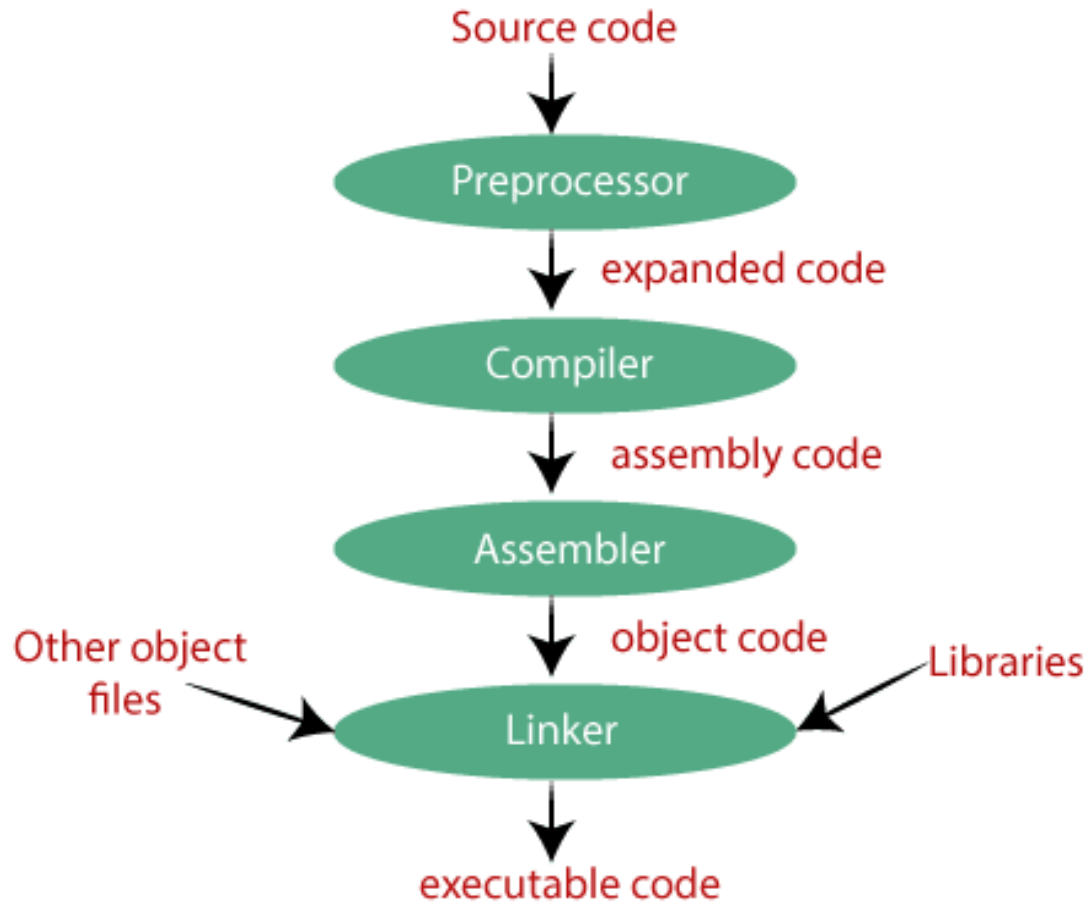 Source code
Preprocessor
expanded code
Compiler
assembly code
Assembler
object code
Other object
files
Libraries
Linker
executable code